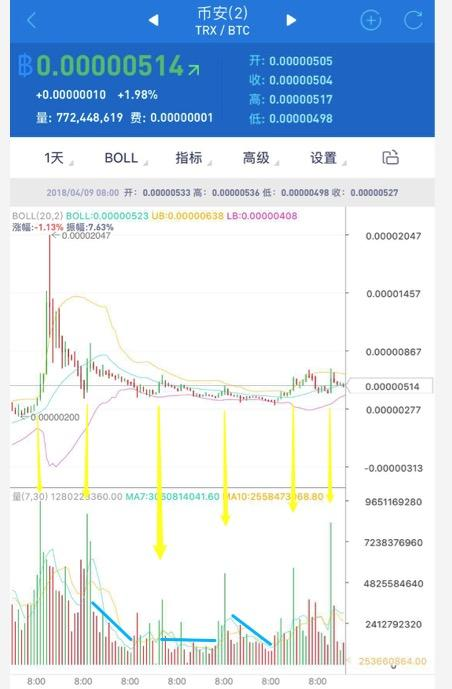 币安(2)
TRX / BTC
฿0.00000514
+0.00000010 +1.98%
量: 772,448,619 费: 0.00000001
开: 0.00000505
收: 0.00000504
高: 0.00000517
低: 0.00000498
1天 BOLL 指标 高级 设置
2018/04/09 08:00 开: 0.00000533 高: 0.00000536 低: 0.00000498 收: 0.00000527
BOLL(20,2) BOLL:0.00000523 UB:0.00000638 LB:0.00000408
涨幅:-1.13% 振幅:7.63%
0.00002047
0.00002047
0.00001457
0.00000867
0.00000514
0.00000277
0.00000200
-0.00000313
量(7,30) MA7:3060814041.60 MA10:2558473968.80
9651169280
7238376960
4825584640
2412792320
253660864.00
8:00 8:00 8:00 8:00 8:00 8:00 8:00